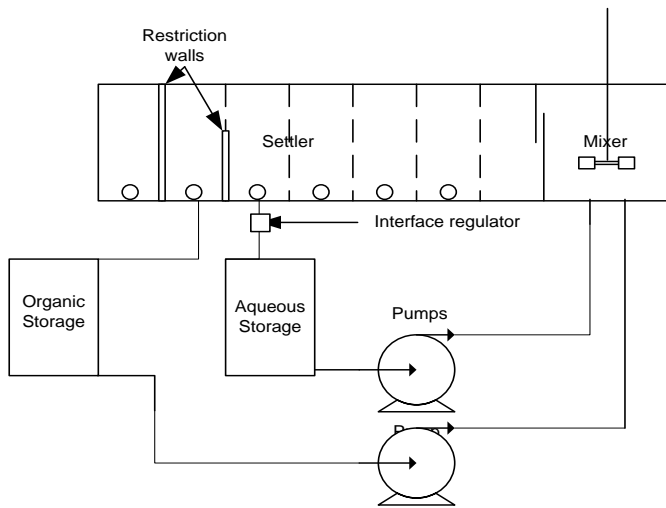 Restriction
walls
Settler
Mixer
Interface regulator
Organic
Storage
Aqueous
Storage
Pumps